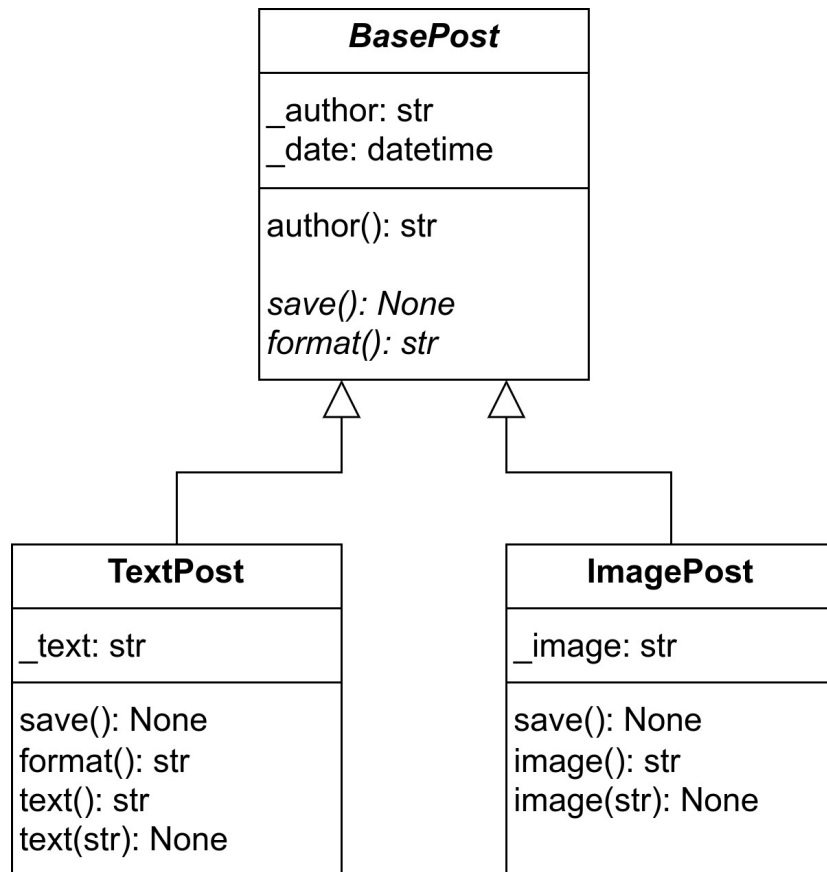 BasePost
_author: str
_date: datetime
author(): str
save(): None
format(): str
TextPost
_text: str
save(): None
format(): str
text(): str
text(str): None
ImagePost
_image: str
save(): None
image(): str
image(str): None